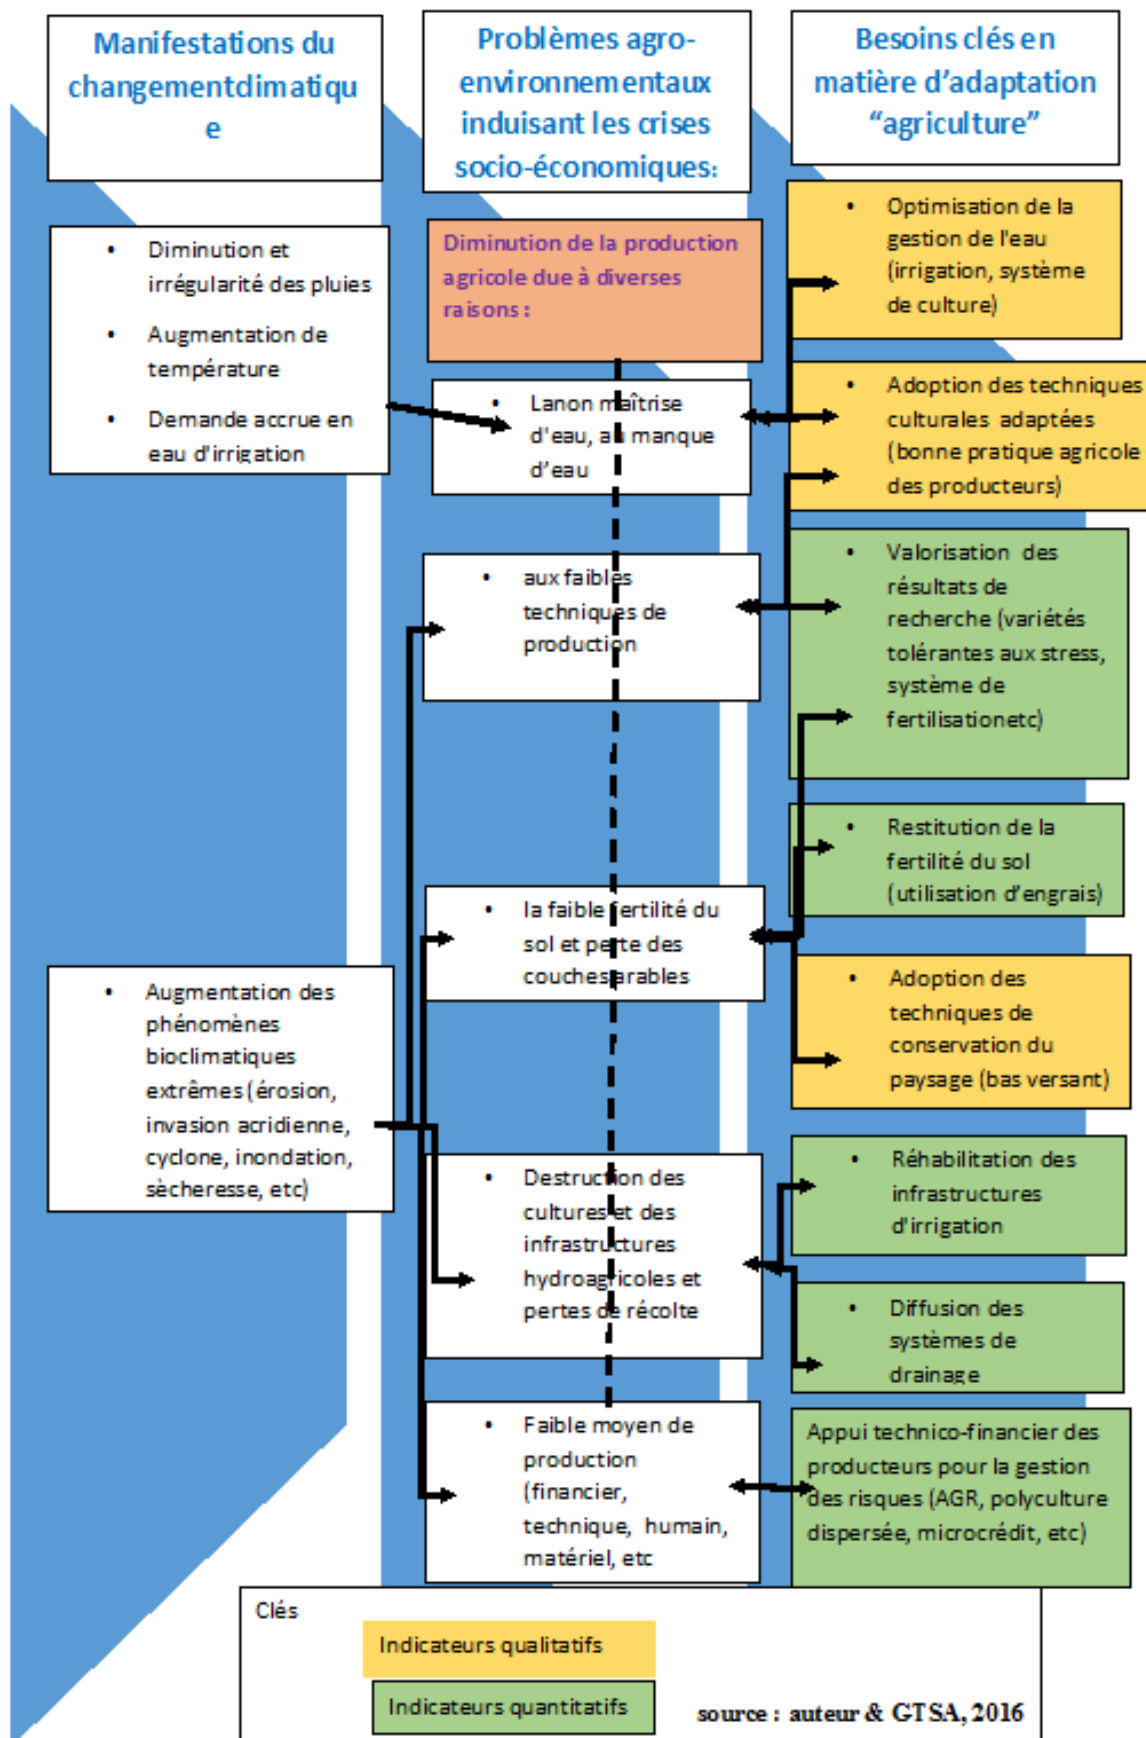 Manifestations du
changementdimatiqu
e
• Diminution et
irrégularité des pluies
• Augmentation de
température
• Demande accrue en
eau d'irrigation
• Augmentation des
phénomènes
bioclimatiques
extrêmes (érosion,
invasion acridienne,
cyclone, inondation,
sècheresse, etc)
Problèmes agro-
environnementaux
induisant les crises
socio-économiques:
Diminution de la production
agricole due à diverses
raisons :
• Lanon maîtrise
d'eau, au manque
d'eau
• aux faibles
techniques de
production
• la faible fertilité du
sol et perte des
couches arables
• Destruction des
cultures et des
infrastructures
hydroagricoles et
pertes de récolte
• Faible moyen de
production
(financier,
technique, humain,
matériel, etc
Besoins clés en
matière d'adaptation
“agriculture”
• Optimisation de la
gestion de l'eau
(irrigation, système
de culture)
• Adoption des techniques
culturales adaptées
(bonne pratique agricole
des producteurs)
• Valorisation des
résultats de
recherche (variétés
tolérantes aux stress,
système de
fertilisationetc)
• Restitution de la
fertilité du sol
(utilisation d'engrais)
• Adoption des
techniques de
conservation du
paysage (bas versant)
• Réhabilitation des
infrastructures
d'irrigation
• Diffusion des
systèmes de
drainage
Appui technico-financier des
producteurs pour la gestion
des risques (AGR, polyculture
dispersée, microcrédit, etc)
Clés
Indicateurs qualitatifs
Indicateurs quantitatifs
source : auteur & GTSA, 2016